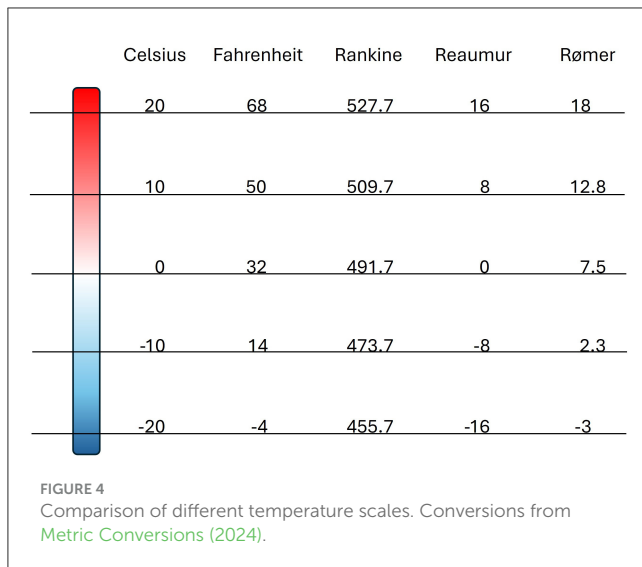 Celsius Fahrenheit Rankine Reaumur Rømer
20 68 527.7 16 18
10 50 509.7 8 12.8
0 32 491.7 0 7.5
-10 14 473.7 -8 2.3
-20 -4 455.7 -16 -3
FIGURE 4
Comparison of different temperature scales. Conversions from
Metric Conversions (2024).